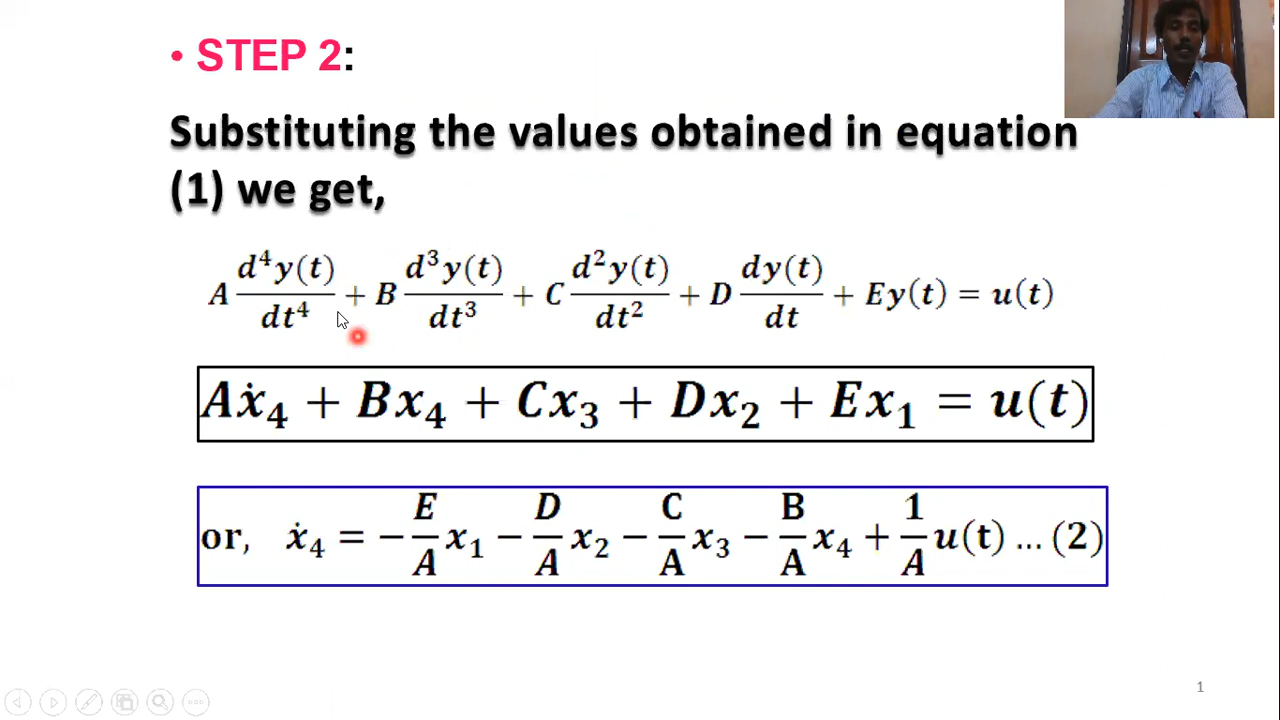 • STEP 2:
Substituting the values obtained in equation
(1) we get,
A d⁴y(t)/dt⁴ + B d³y(t)/dt³ + C d²y(t)/dt² + D dy(t)/dt + Ey(t) = u(t)
Aẋ₄ + Bx₄ + Cx₃ + Dx₂ + Ex₁ = u(t)
or, ẋ₄ = −E/A x₁ − D/A x₂ − C/A x₃ − B/A x₄ + 1/A u(t) ... (2)
1